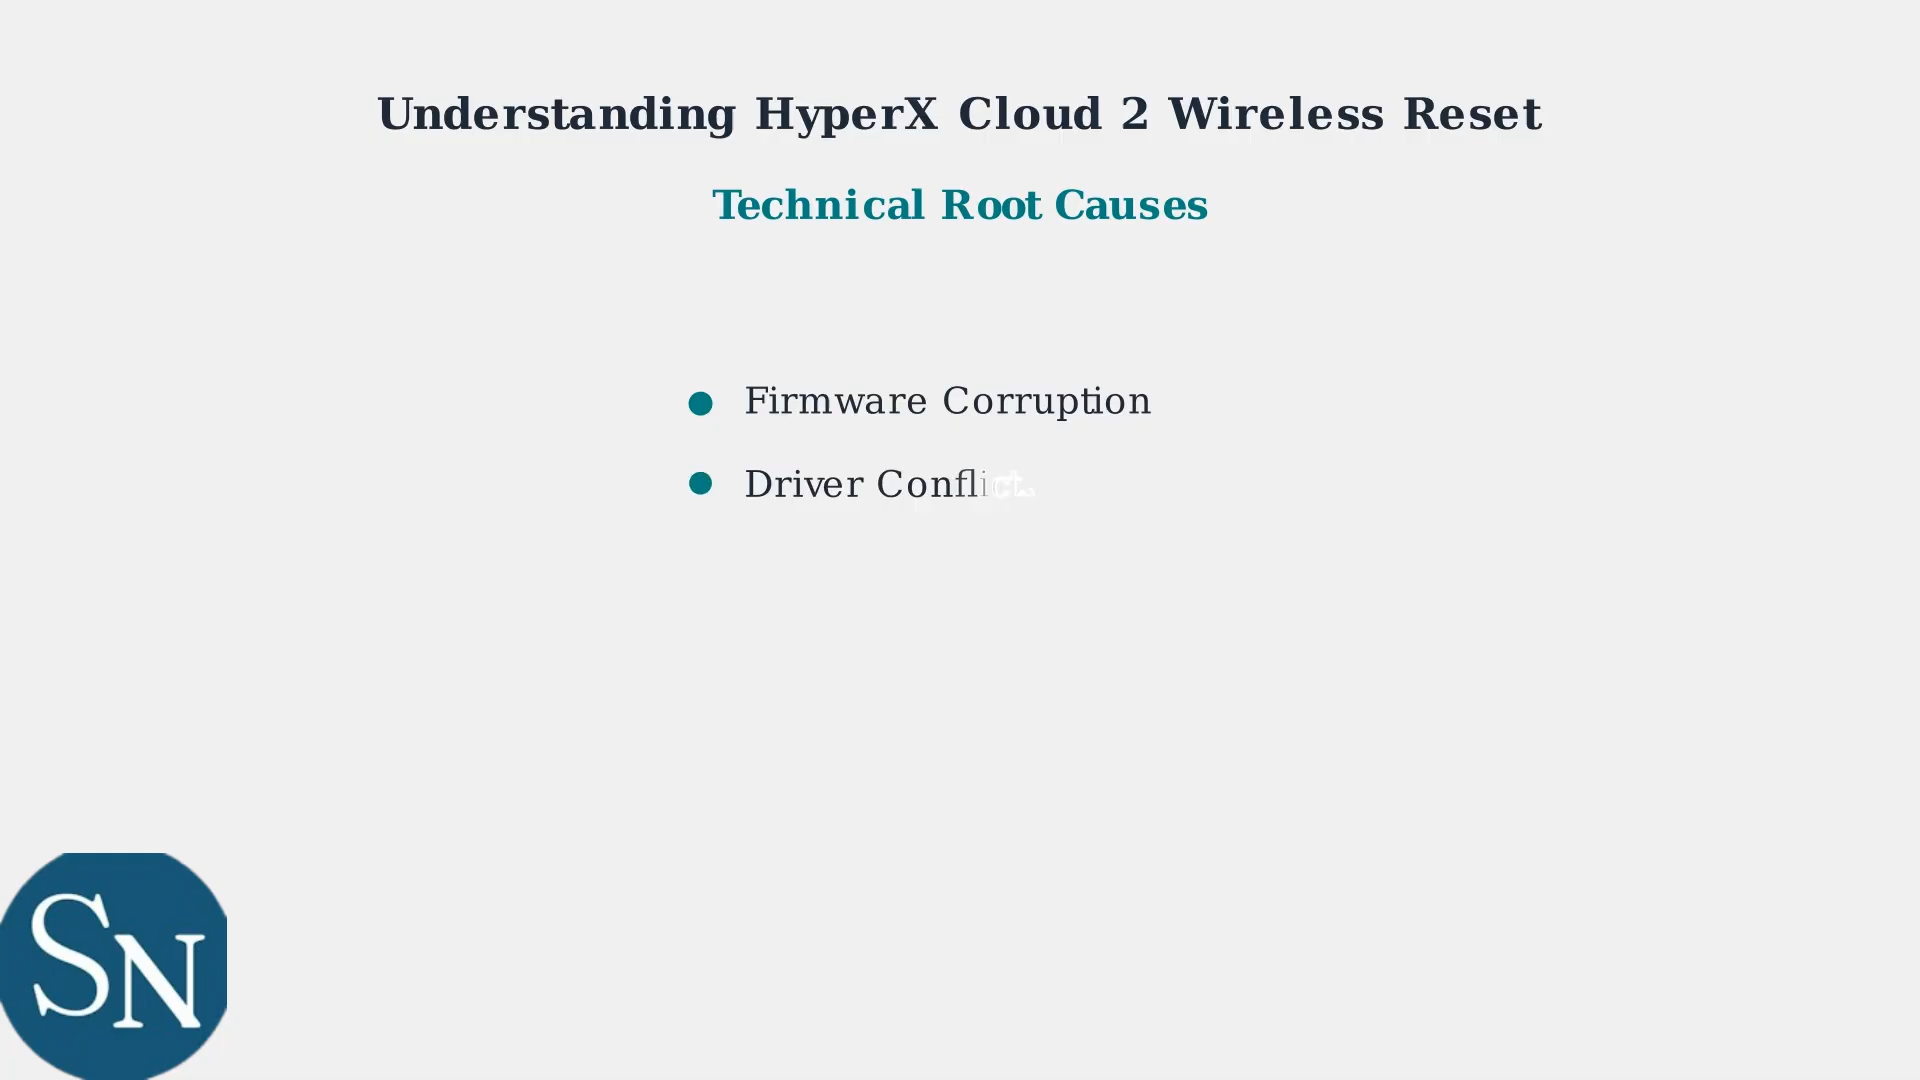 Understanding HyperX Cloud 2 Wireless Reset
Technical Root Causes
Firmware Corruption
Driver Conflict
SN